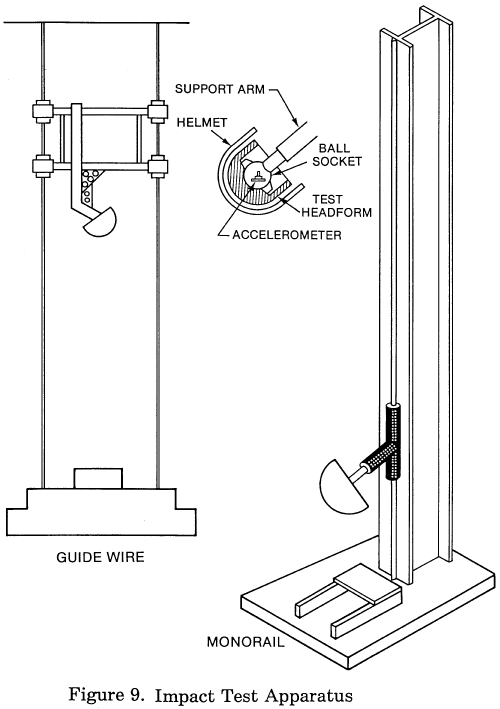 SUPPORT ARM
HELMET
BALL
SOCKET
TEST
HEADFORM
ACCELEROMETER
GUIDE WIRE
MONORAIL
Figure 9. Impact Test Apparatus